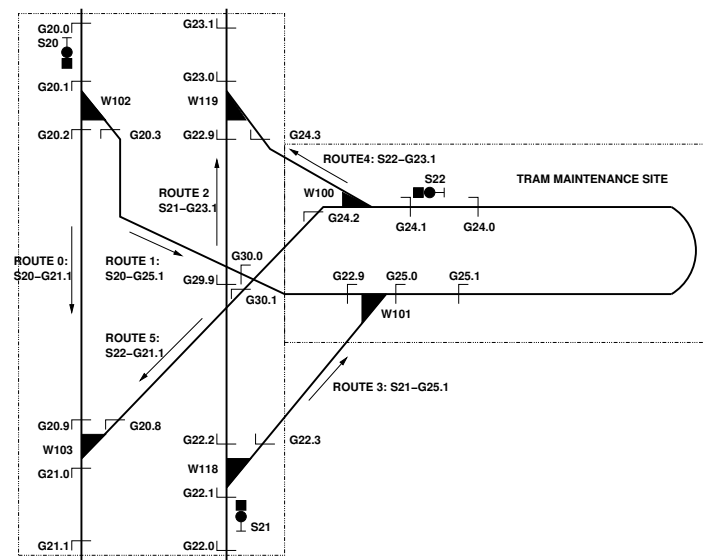 G20.0
G23.1
S20
G20.1
G23.0
W102
W119
G20.2
G20.3
G22.9
G24.3
ROUTE4: S22–G23.1
S22
TRAM MAINTENANCE SITE
ROUTE 2
S21–G23.1
W100
G24.2
G24.1
G24.0
ROUTE 0:
S20–G21.1
ROUTE 1:
S20–G25.1
G30.0
G29.9
G30.1
G22.9
G25.0
G25.1
W101
ROUTE 5:
S22–G21.1
ROUTE 3: S21–G25.1
G20.9
G20.8
G22.2
G22.3
W103
W118
G21.0
G22.1
S21
G21.1
G22.0